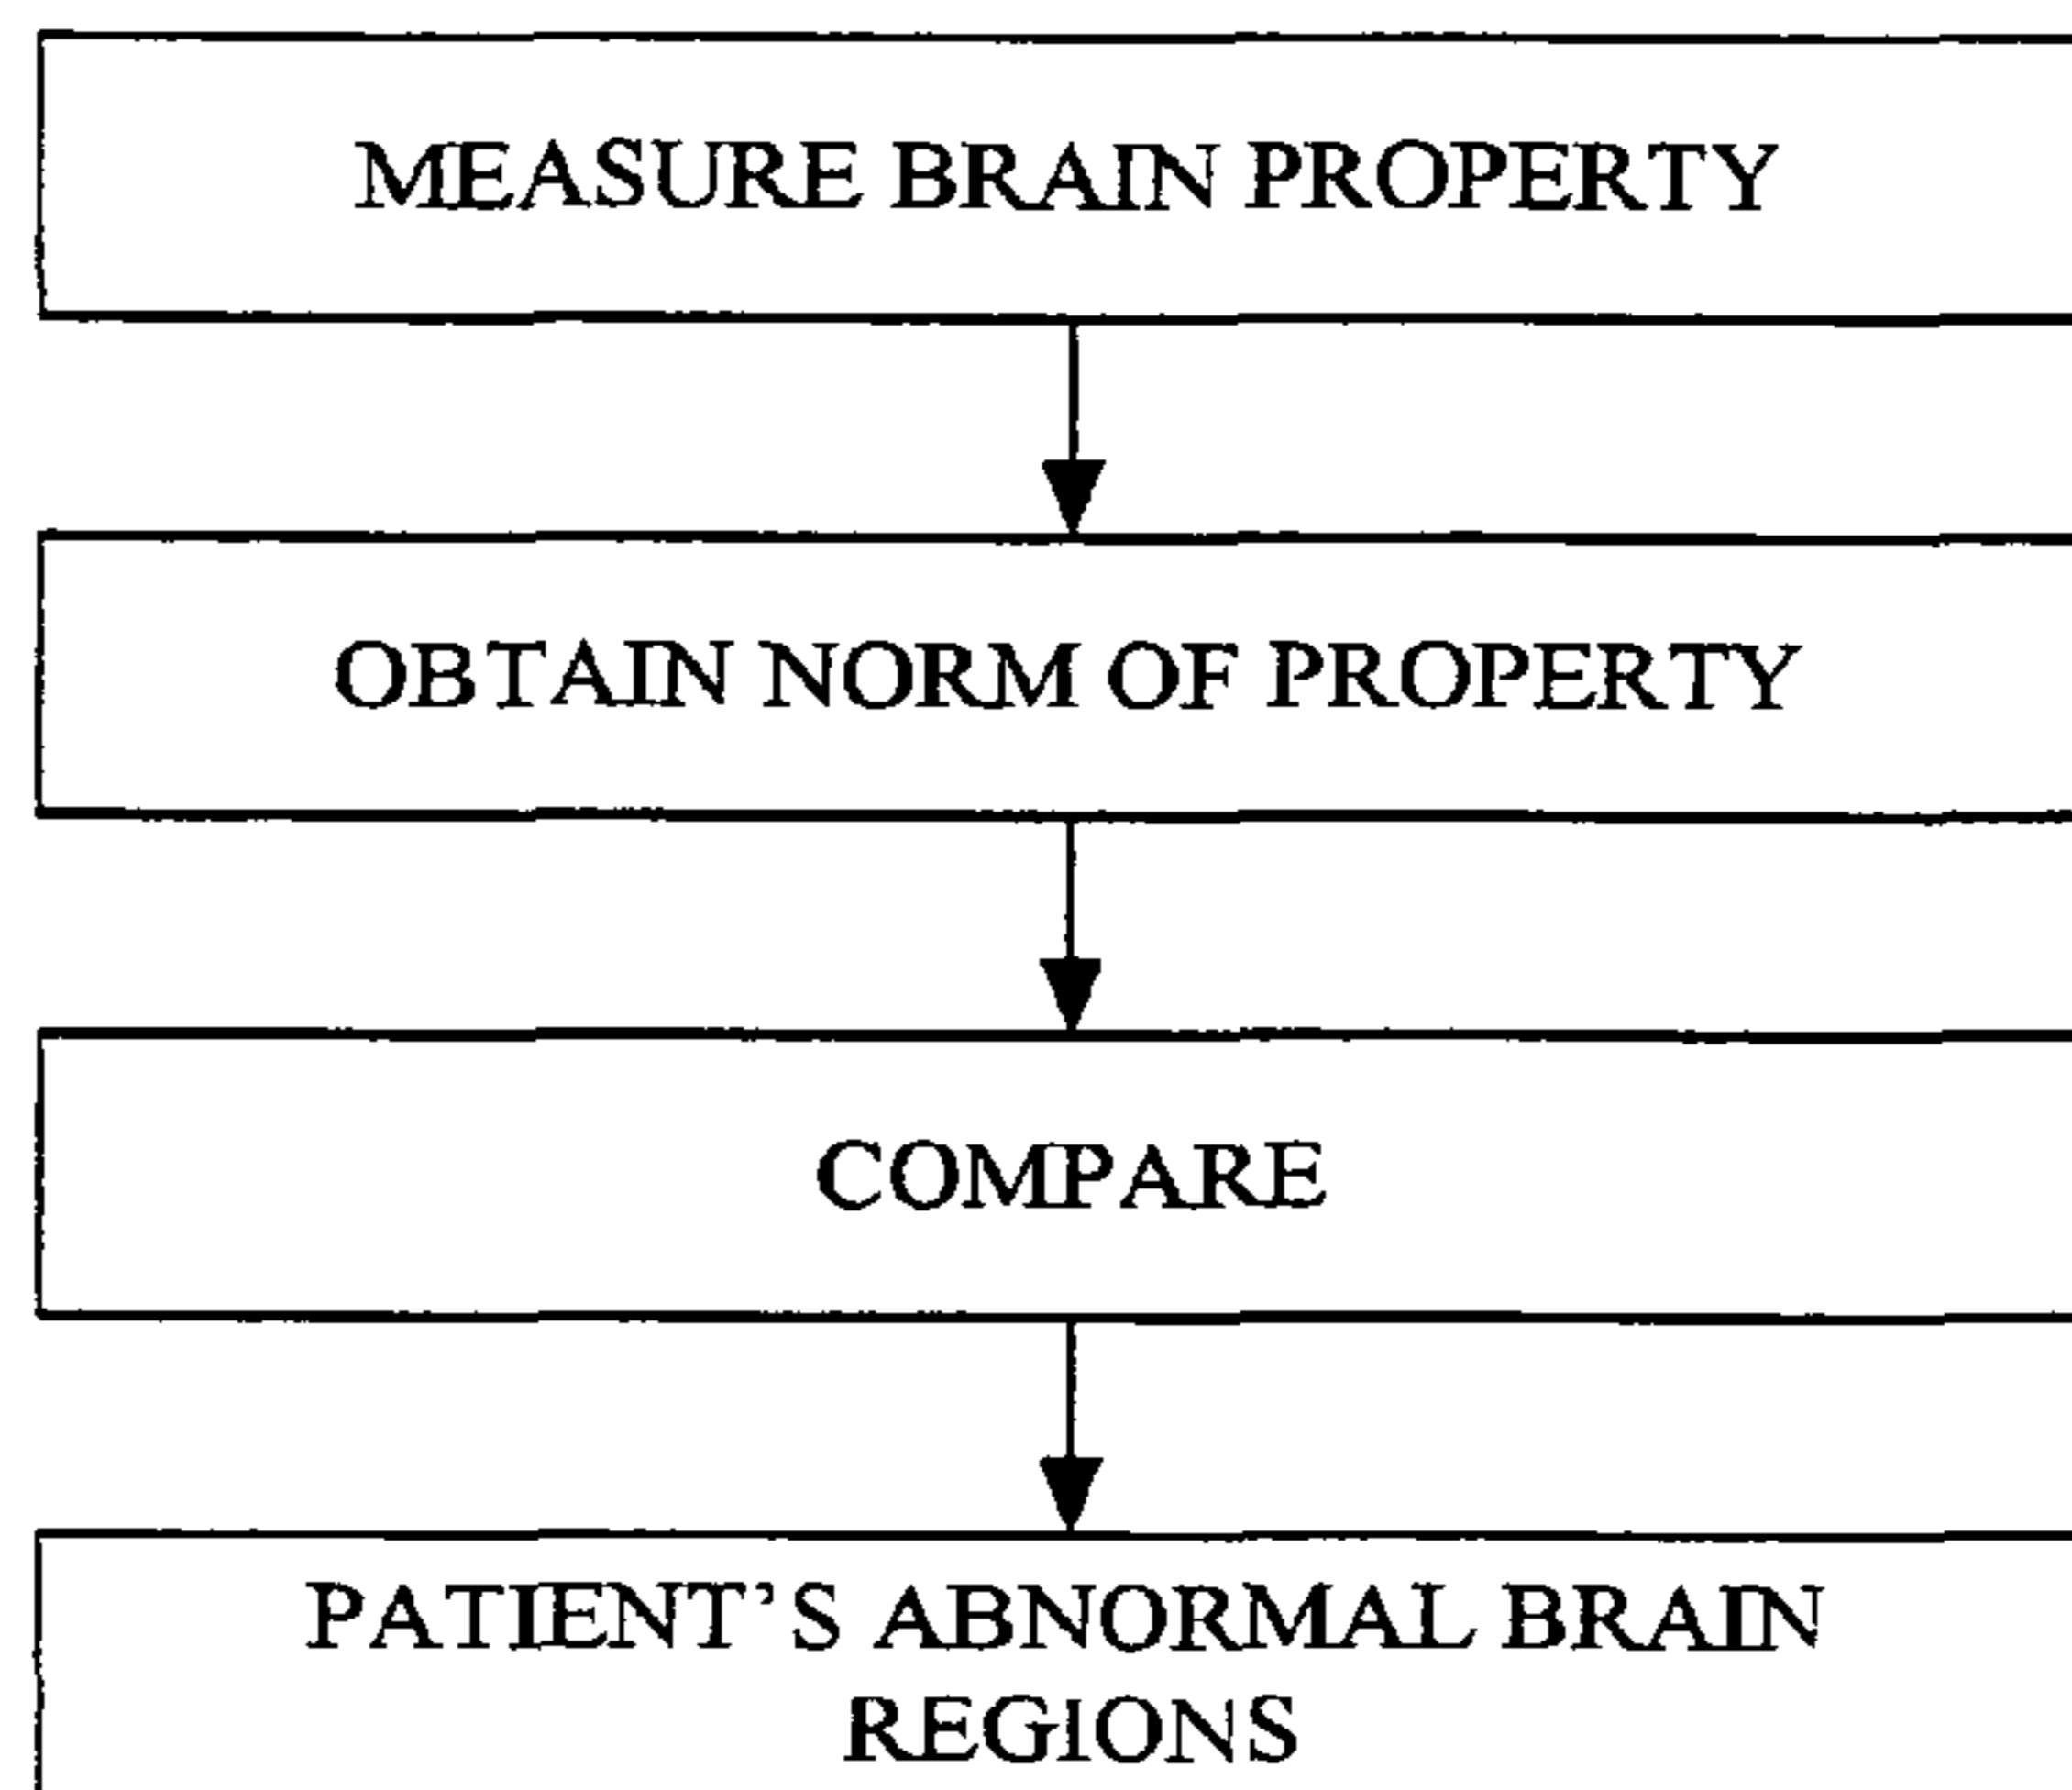 MEASURE BRAIN PROPERTY
OBTAIN NORM OF PROPERTY
COMPARE
PATIENT'S ABNORMAL BRAIN
REGIONS